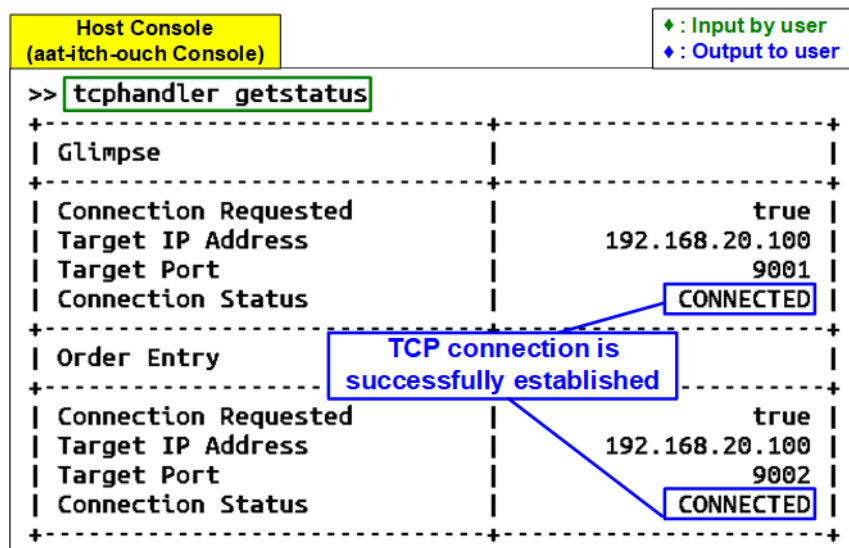 Host Console
(aat-itch-ouch Console)
♦ : Input by user
♦ : Output to user
>> tcphandler getstatus
Glimpse
Connection Requested true
Target IP Address 192.168.20.100
Target Port 9001
Connection Status CONNECTED
Order Entry
TCP connection is
successfully established
Connection Requested true
Target IP Address 192.168.20.100
Target Port 9002
Connection Status CONNECTED